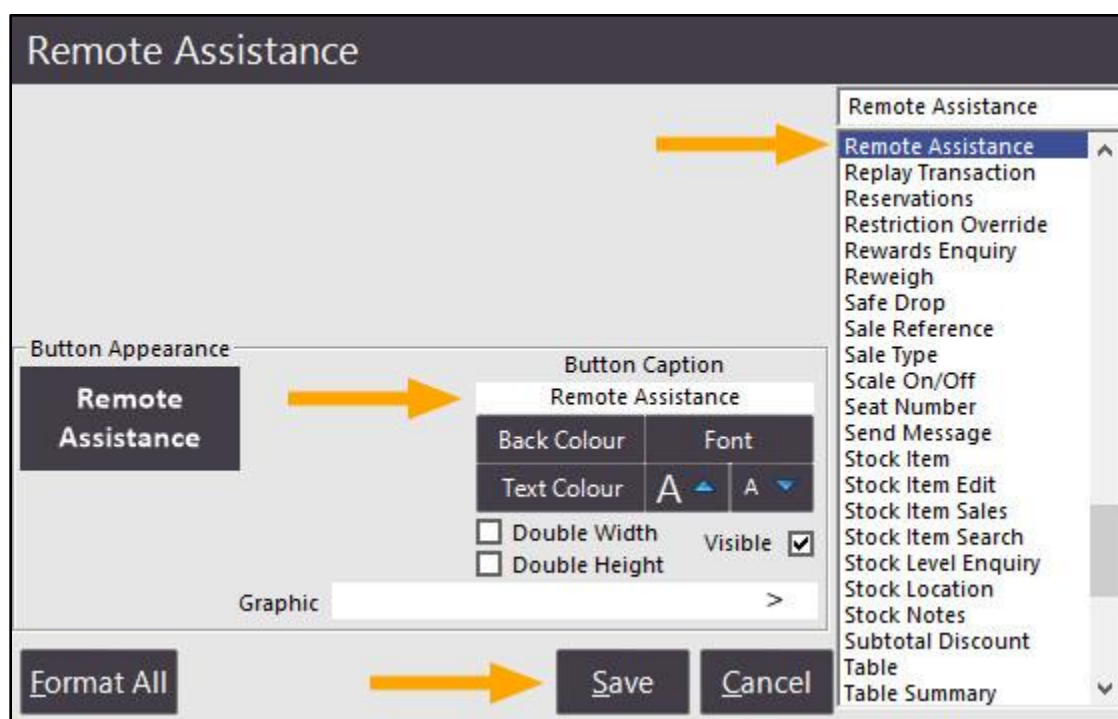 Remote Assistance
Remote Assistance
Remote Assistance
Replay Transaction
Reservations
Restriction Override
Rewards Enquiry
Reweigh
Safe Drop
Sale Reference
Sale Type
Scale On/Off
Seat Number
Send Message
Stock Item
Stock Item Edit
Stock Item Sales
Stock Item Search
Stock Level Enquiry
Stock Location
Stock Notes
Subtotal Discount
Table
Table Summary
Button Appearance
Remote
Assistance
Button Caption
Remote Assistance
Back Colour
Font
Text Colour
A
A
Double Width
Visible
Double Height
Graphic
>
Format All
Save
Cancel